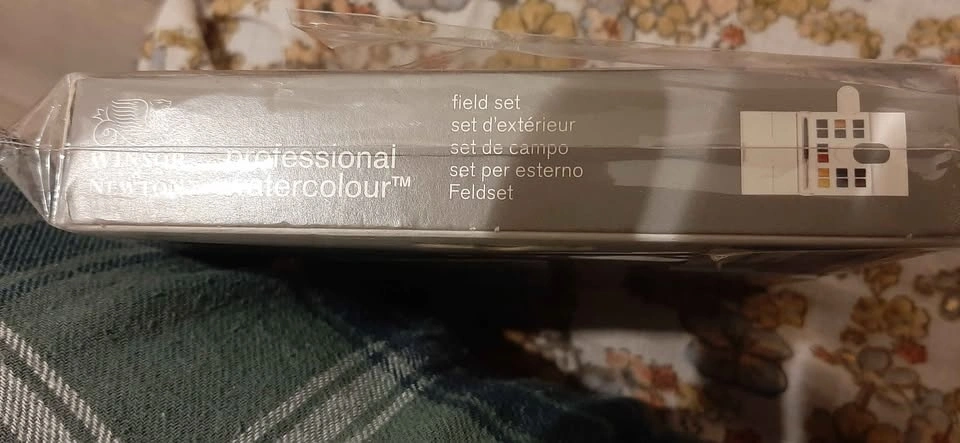 WINSOR
NEWTON
professional
watercolour™
field set
set d'extérieur
set de campo
set per esterno
Feldset